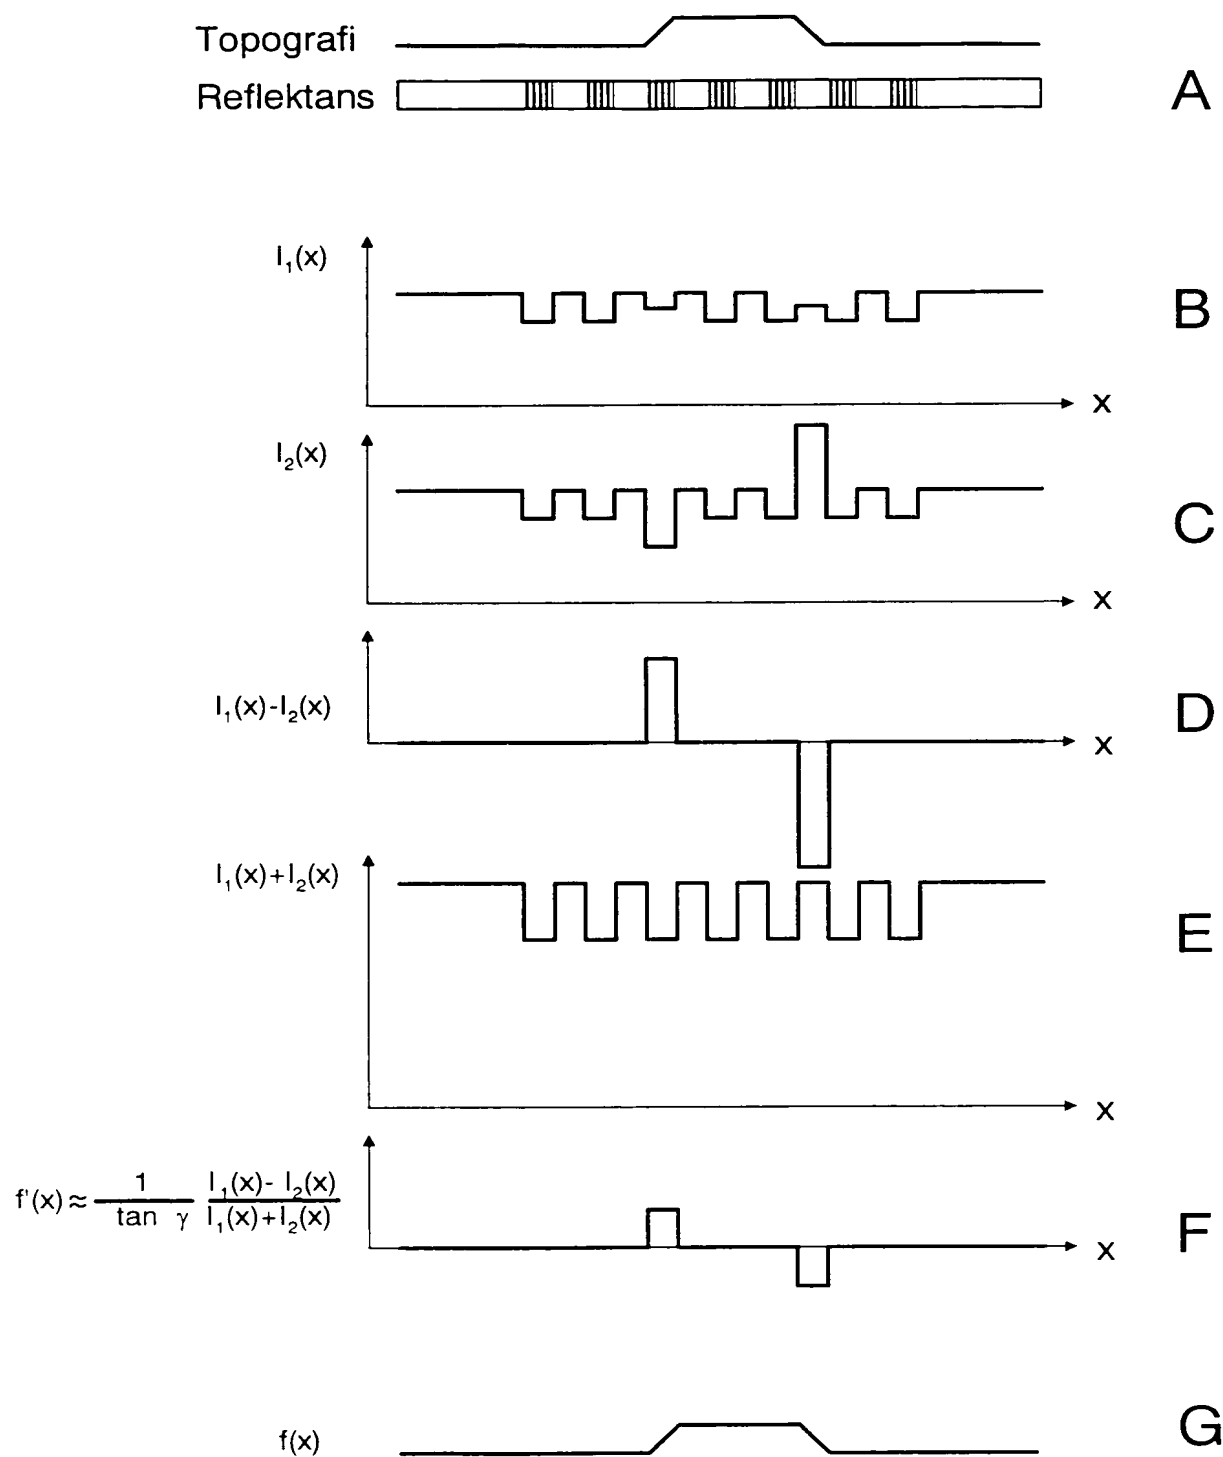 Topografi
Reflektans
A
I₁(x)
B
x
I₂(x)
C
x
I₁(x)-I₂(x)
D
x
I₁(x)+I₂(x)
E
x
f'(x) ≈ 1 / tan γ I₁(x)- I₂(x) / I₁(x)+I₂(x)
F
x
f(x)
G